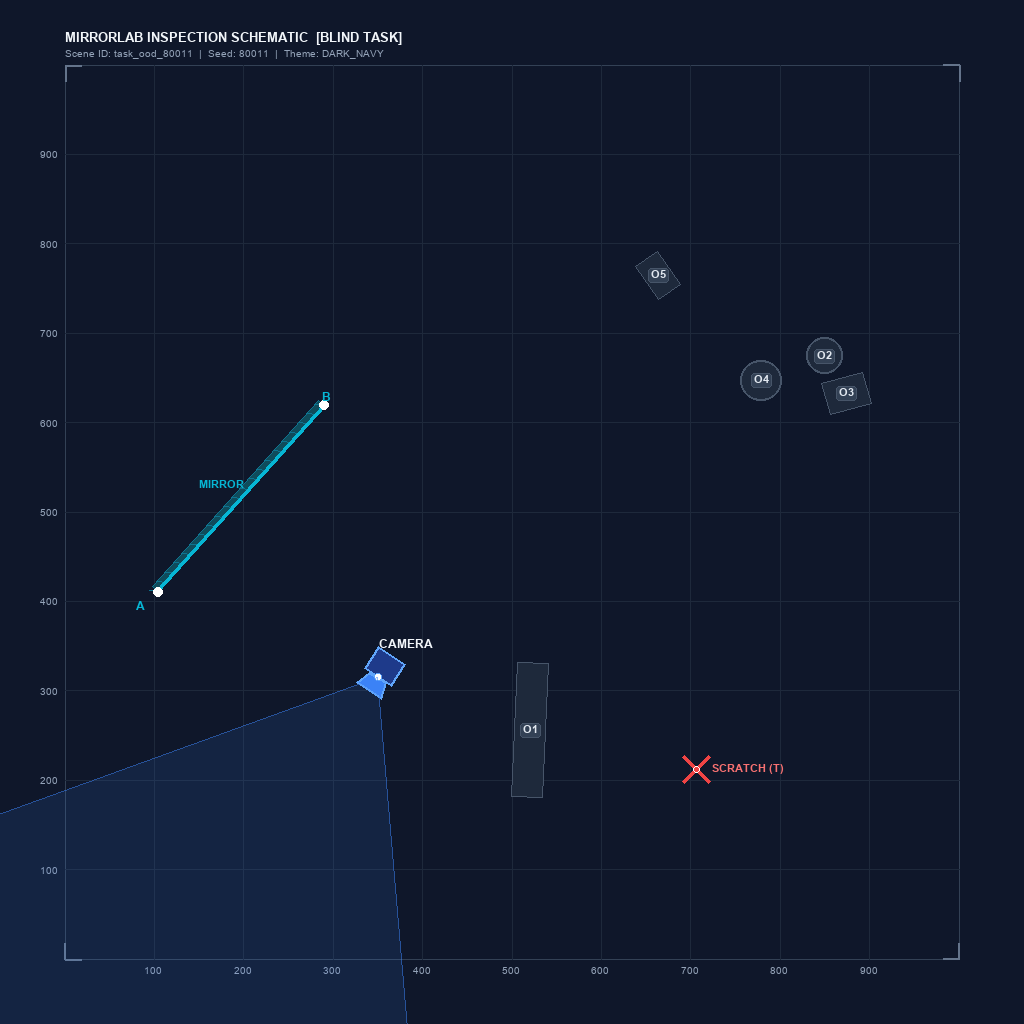 MIRRORLAB INSPECTION SCHEMATIC  [BLIND TASK]
Scene ID: task_ood_80011  |  Seed: 80011  |  Theme: DARK_NAVY
900
800
O5
700
O2
O4
O3
B
600
MIRROR
500
400
A
CAMERA
300
O1
SCRATCH (T)
200
100
100 200 300 400 500 600 700 800 900